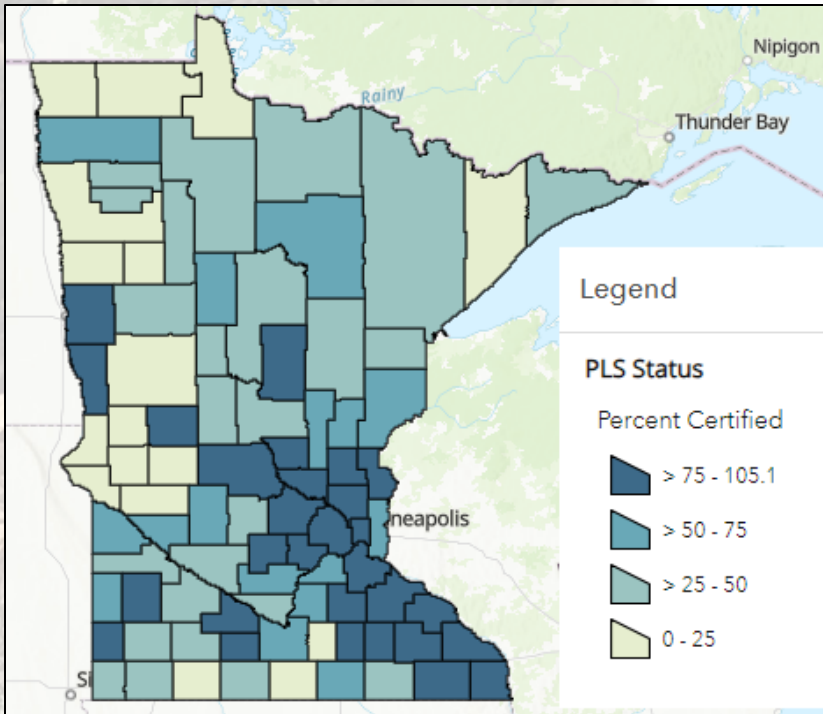 Nipigon
Rainy
Thunder Bay
Legend
PLS Status
Percent Certified
> 75 - 105.1
> 50 - 75
> 25 - 50
0 - 25
neapolis
Si